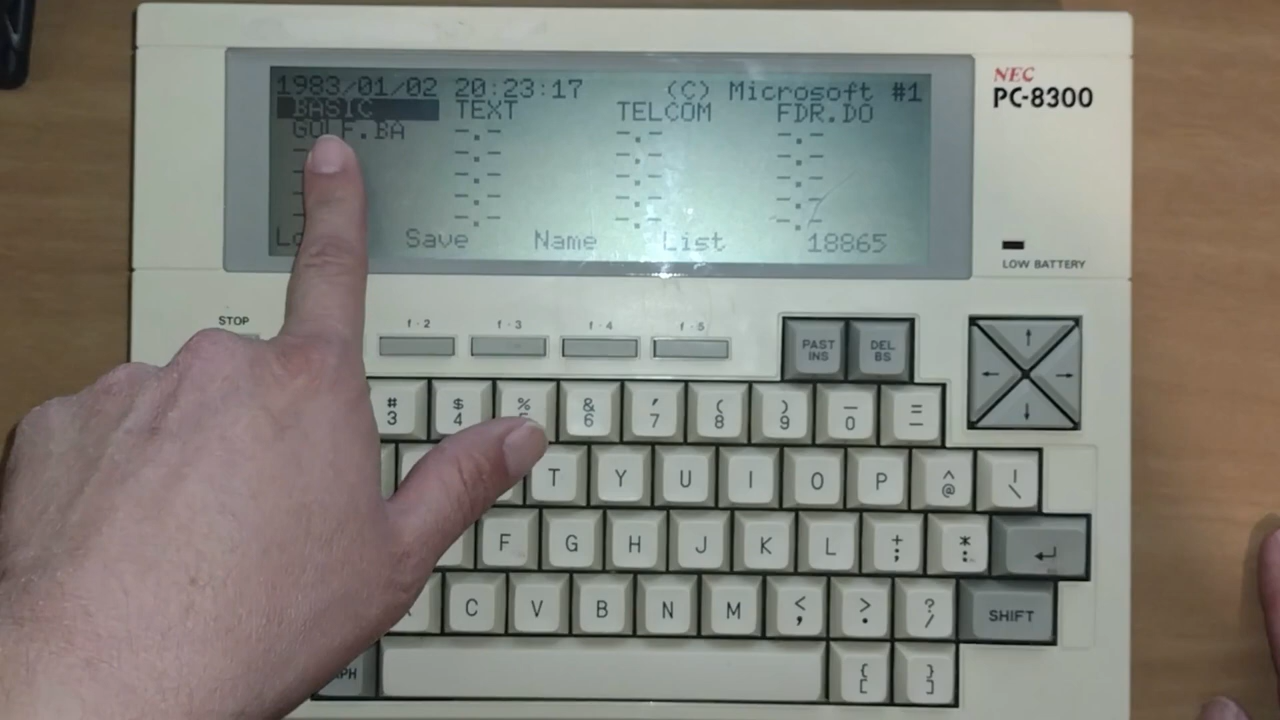 1983/01/02 20:23:17 (C) Microsoft #1
BASIC TEXT TELCOM FDR.DO
GOLF.BA -.- -.- -.-
-.- -.- -.-
-.- -.- -.-
-.- -.- -.-
-.- -.- -.-
Save Name List 18865
NEC
PC-8300
LOW BATTERY
STOP f·2 f·3 f·4 f·5
PAST INS DEL BS
↑
← →
↓
# 3 $ 4 % & 6 ' 7 ( 8 ) 9 _ 0 = -
T Y U I O P ^ @ | \
F G H J K L + ; * : ↵
C V B N M < , > . ? / SHIFT
{ [ } ]